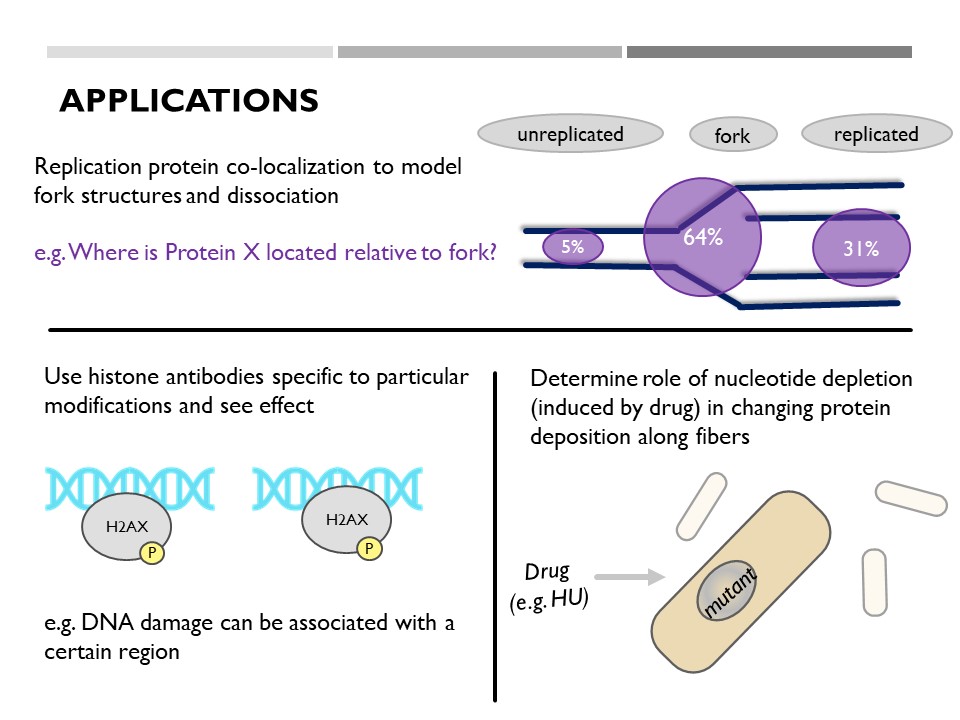 APPLICATIONS
unreplicated
fork
replicated
Replication protein co-localization to model
fork structures and dissociation
e.g. Where is Protein X located relative to fork?
5%
64%
31%
Use histone antibodies specific to particular
modifications and see effect
H2AX
P
H2AX
P
e.g. DNA damage can be associated with a
certain region
Determine role of nucleotide depletion
(induced by drug) in changing protein
deposition along fibers
Drug
(e.g. HU)
mutant